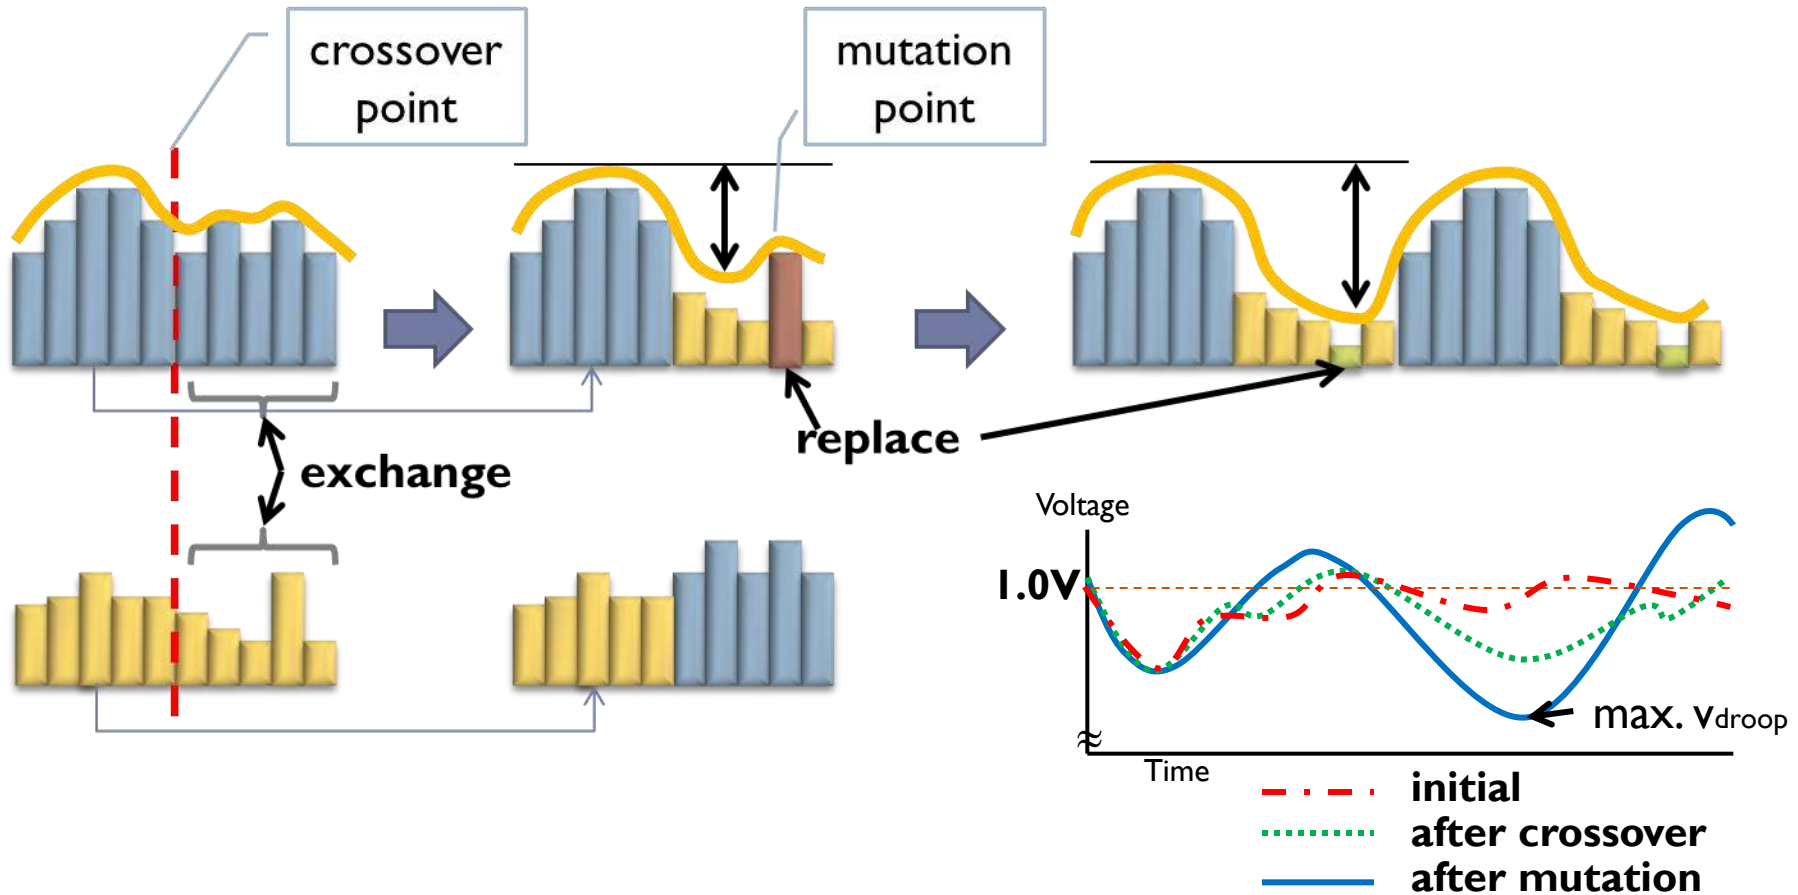 crossover
point
mutation
point
replace
exchange
Voltage
1.0V
max. vdroop
Time
initial
after crossover
after mutation